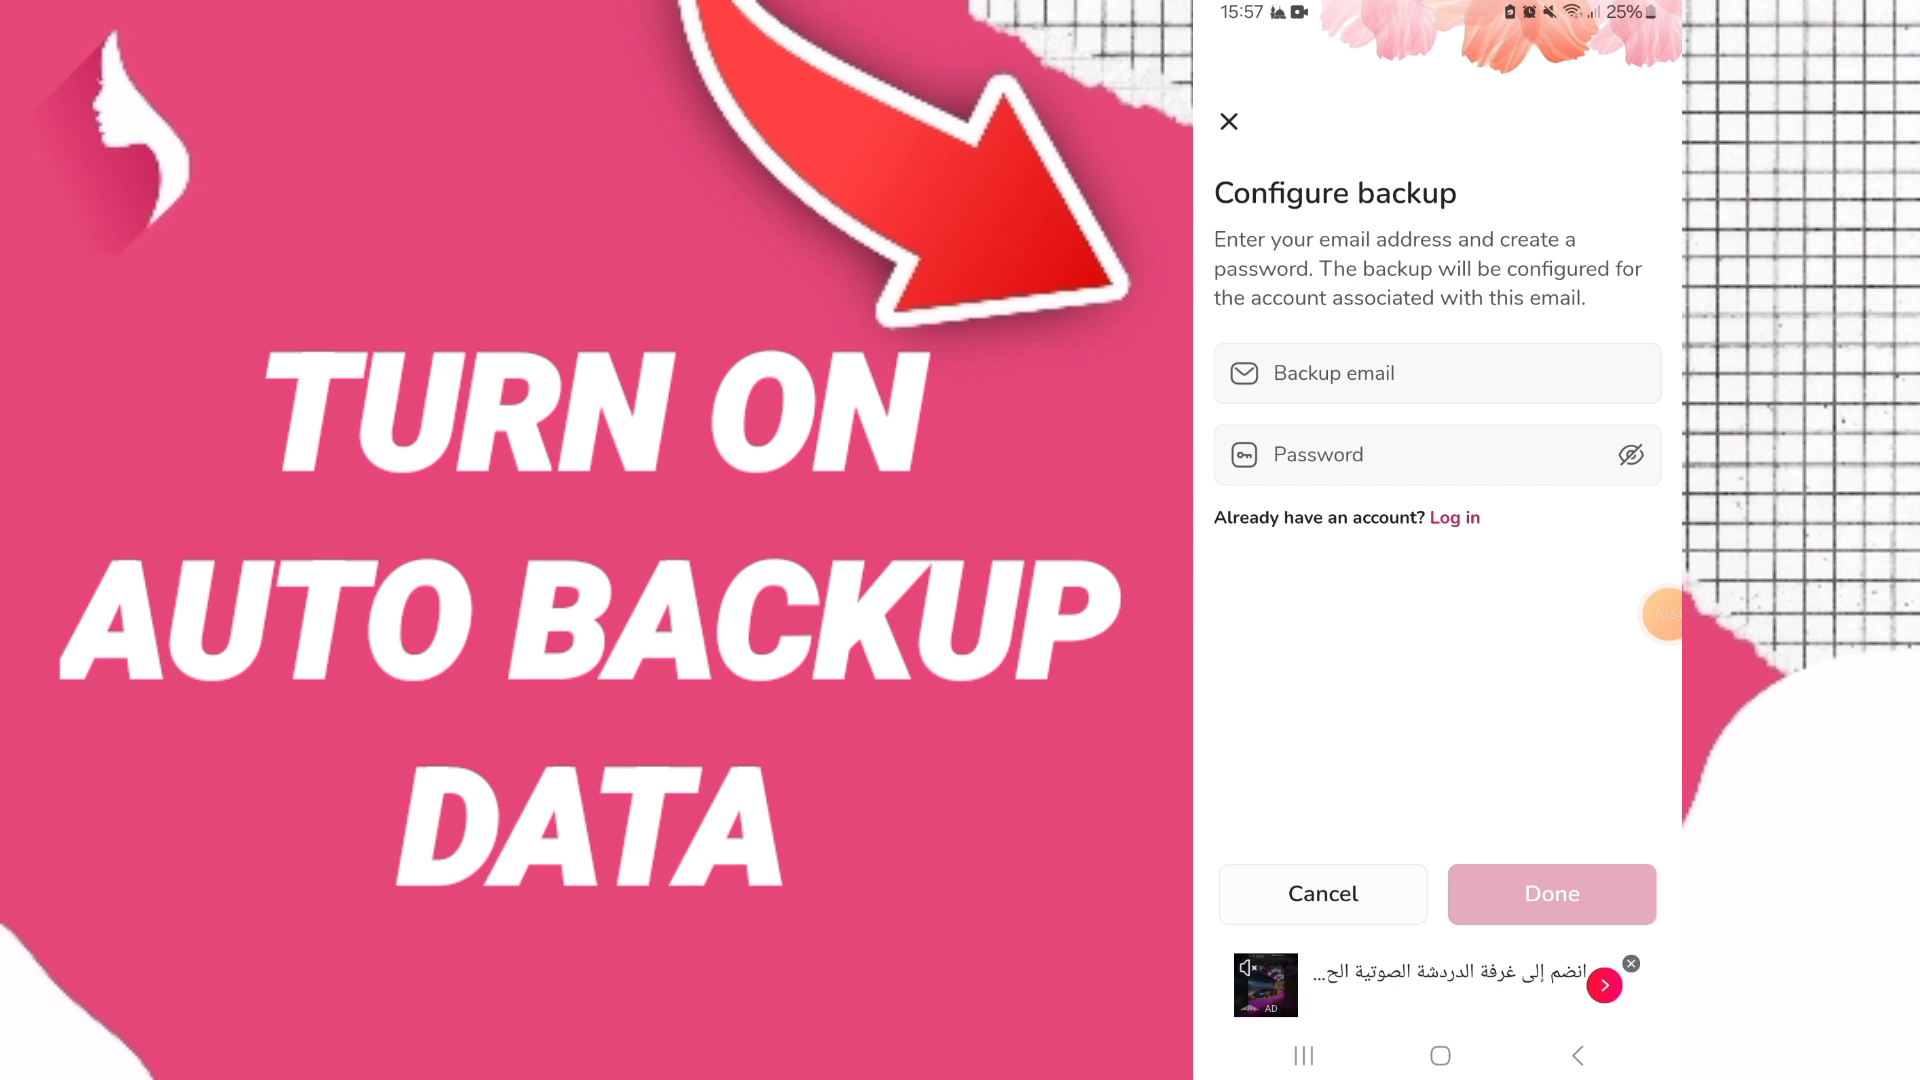 TURN ON
AUTO BACKUP
DATA
15:57
25%
Configure backup
Enter your email address and create a
password. The backup will be configured for
the account associated with this email.
Backup email
Password
Already have an account? Log in
Cancel
Done
انضم إلى غرفة الدردشة الصوتية الح...
AD